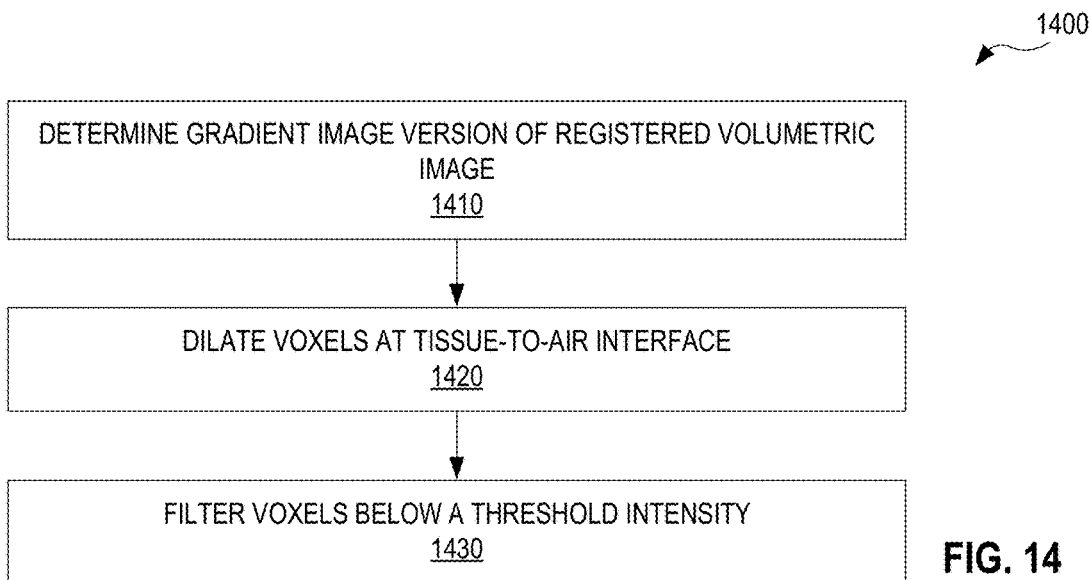 1400
DETERMINE GRADIENT IMAGE VERSION OF REGISTERED VOLUMETRIC
IMAGE
1410
DILATE VOXELS AT TISSUE-TO-AIR INTERFACE
1420
FILTER VOXELS BELOW A THRESHOLD INTENSITY
1430
FIG. 14